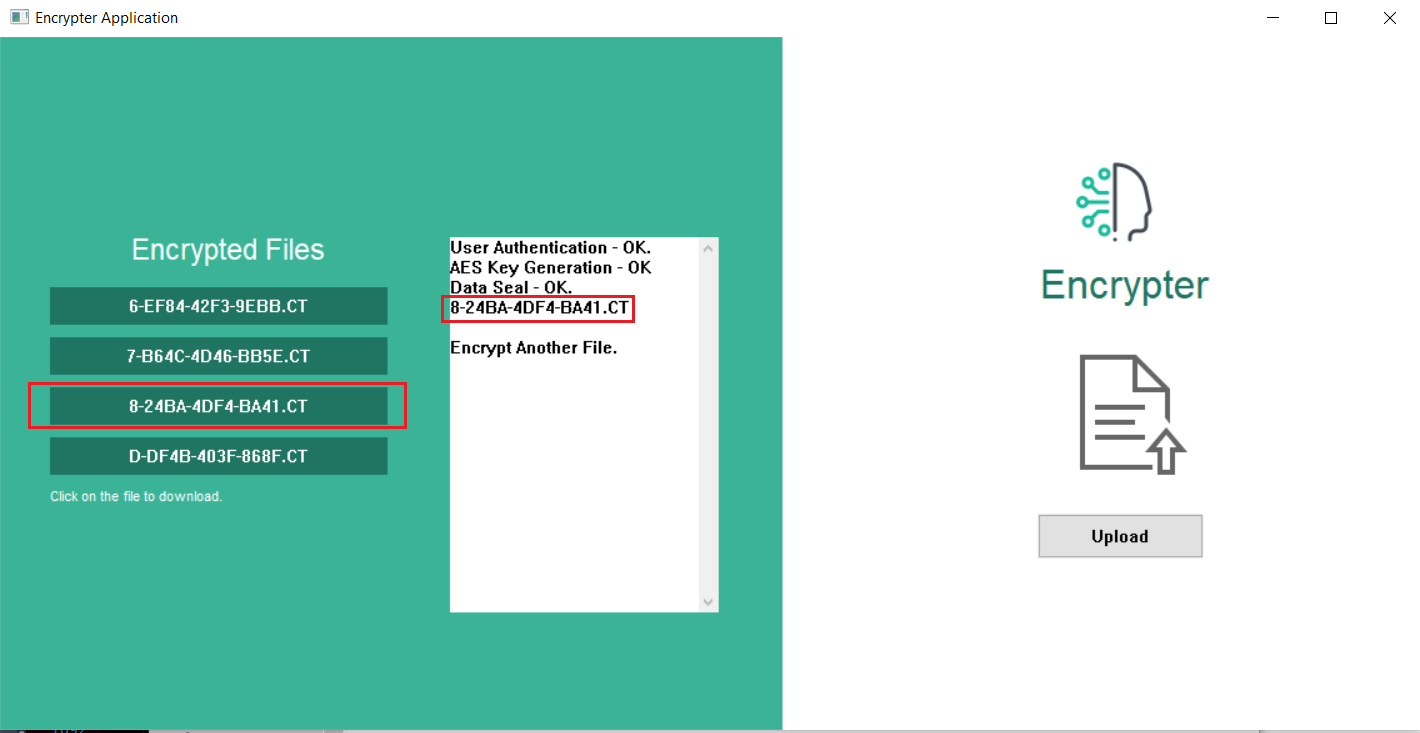 Encrypter Application
Encrypted Files
6-EF84-42F3-9EBB.CT
7-B64C-4D46-BB5E.CT
8-24BA-4DF4-BA41.CT
D-DF4B-403F-868F.CT
Click on the file to download.
User Authentication - OK.
AES Key Generation - OK
Data Seal - OK.
8-24BA-4DF4-BA41.CT
Encrypt Another File.
Encrypter
Upload